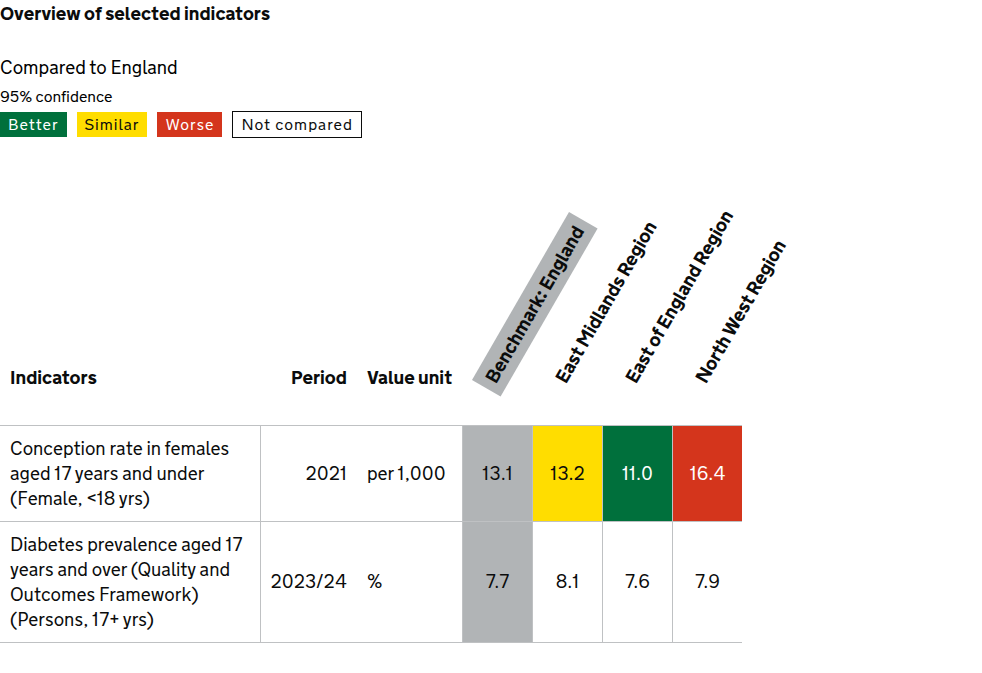 Overview of selected indicators
Compared to England
95% confidence
Better Similar Worse Not compared
Benchmark: England
East Midlands Region
East of England Region
North West Region
Indicators Period Value unit
Conception rate in females
aged 17 years and under
(Female, <18 yrs)
2021 per 1,000 13.1 13.2 11.0 16.4
Diabetes prevalence aged 17
years and over (Quality and
Outcomes Framework)
(Persons, 17+ yrs)
2023/24 % 7.7 8.1 7.6 7.9